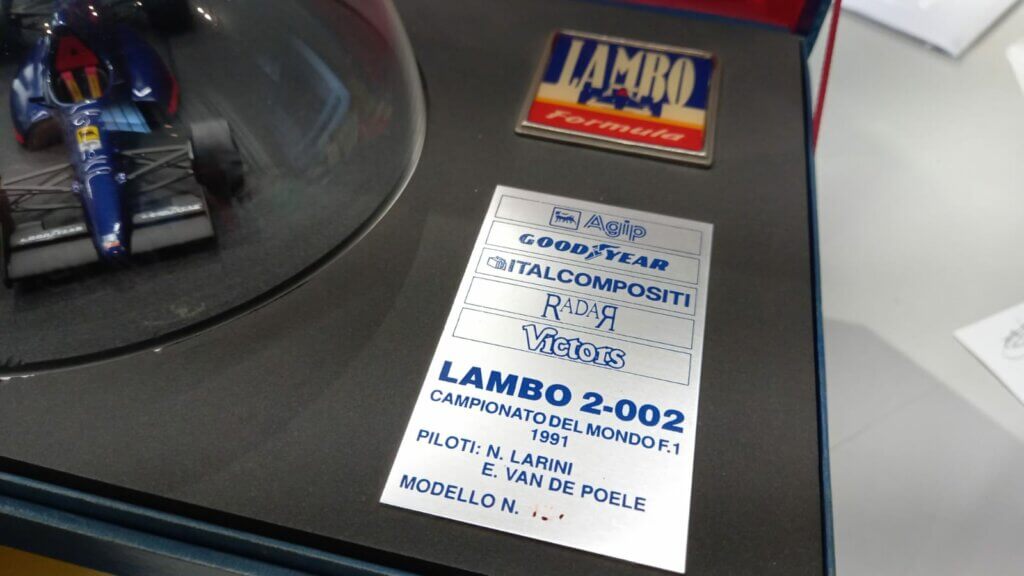 LAMBO
Formula
Agip
GOODYEAR
ITALCOMPOSITI
RADAR
Victors
LAMBO 2-002
CAMPIONATO DEL MONDO F.1
1991
PILOTI: N. LARINI
E. VAN DE POELE
MODELLO N.